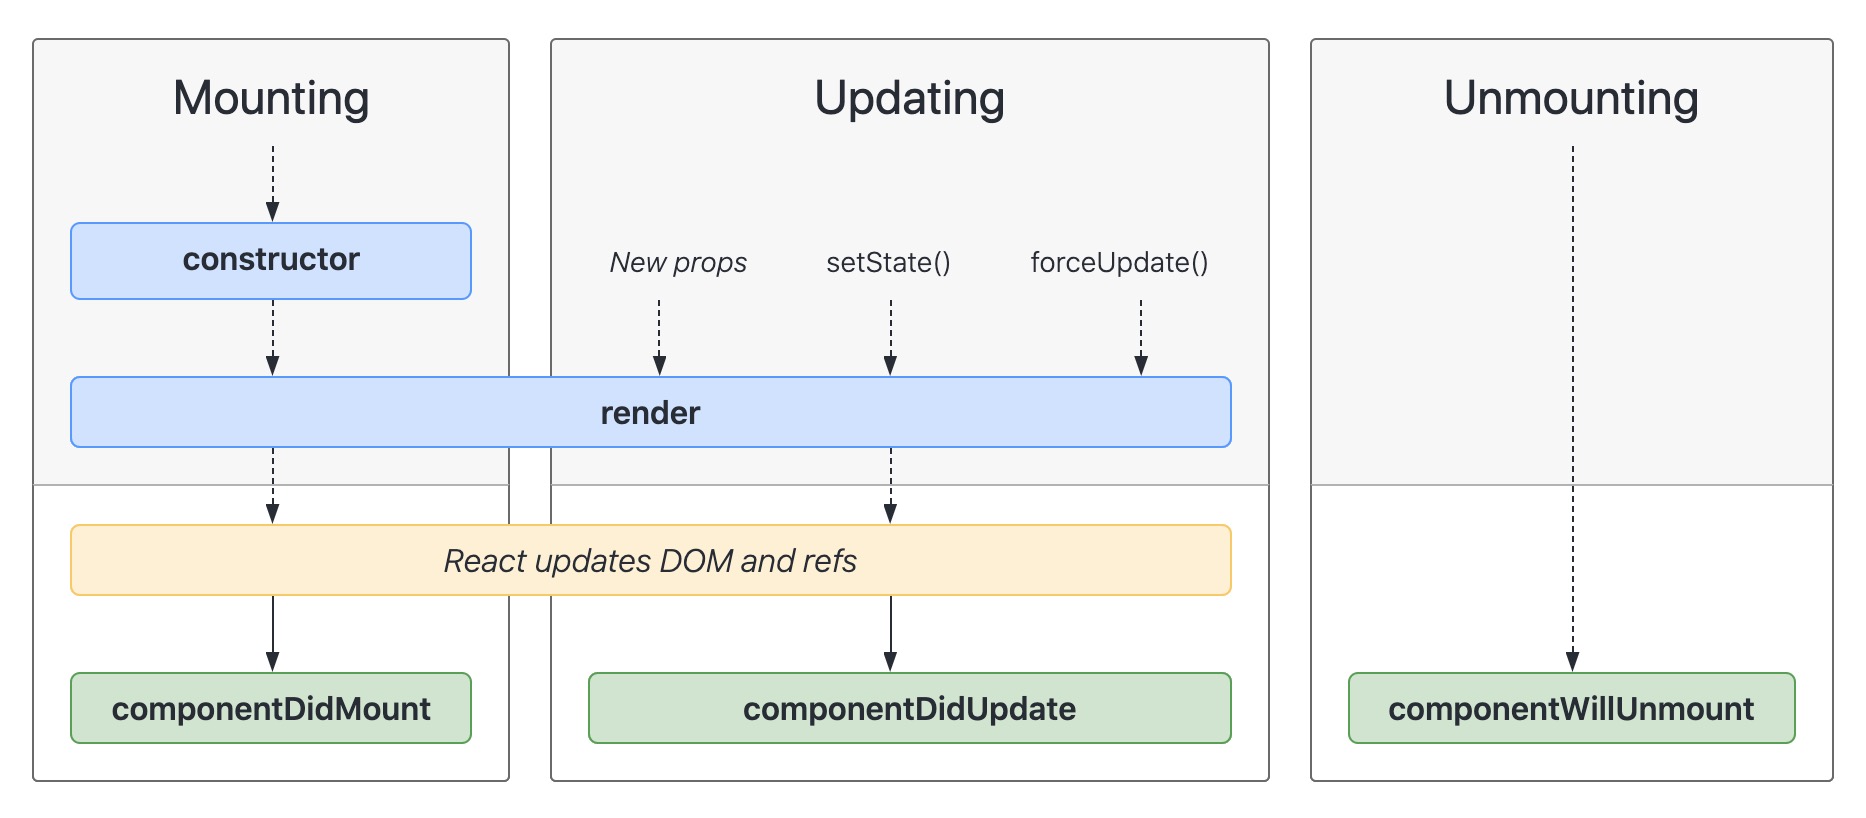 Mounting
Updating
Unmounting
constructor
New props
setState()
forceUpdate()
render
React updates DOM and refs
componentDidMount
componentDidUpdate
componentWillUnmount